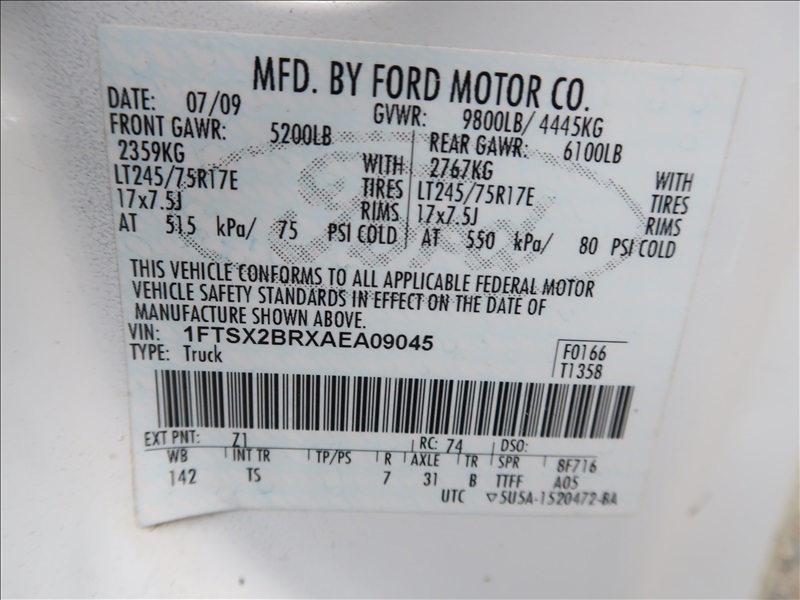 MFD. BY FORD MOTOR CO.
DATE: 07/09 GVWR: 9800LB/ 4445KG
FRONT GAWR: 5200LB REAR GAWR: 6100LB
2359KG WITH 2767KG WITH
LT245/75R17E TIRES LT245/75R17E TIRES
17x7.5J RIMS 17x7.5J RIMS
AT 515 kPa/ 75 PSI COLD AT 550 kPa/ 80 PSI COLD
THIS VEHICLE CONFORMS TO ALL APPLICABLE FEDERAL MOTOR
VEHICLE SAFETY STANDARDS IN EFFECT ON THE DATE OF
MANUFACTURE SHOWN ABOVE.
VIN: 1FTSX2BRXAEA09045
TYPE: Truck
F0166
T1358
EXT PNT: Z1 RC: 74 DSO:
WB INT TR TP/PS R AXLE TR SPR 8F716
142 TS 7 31 B TTFF A05
UTC ▽5U5A-1520472-BA
Ford